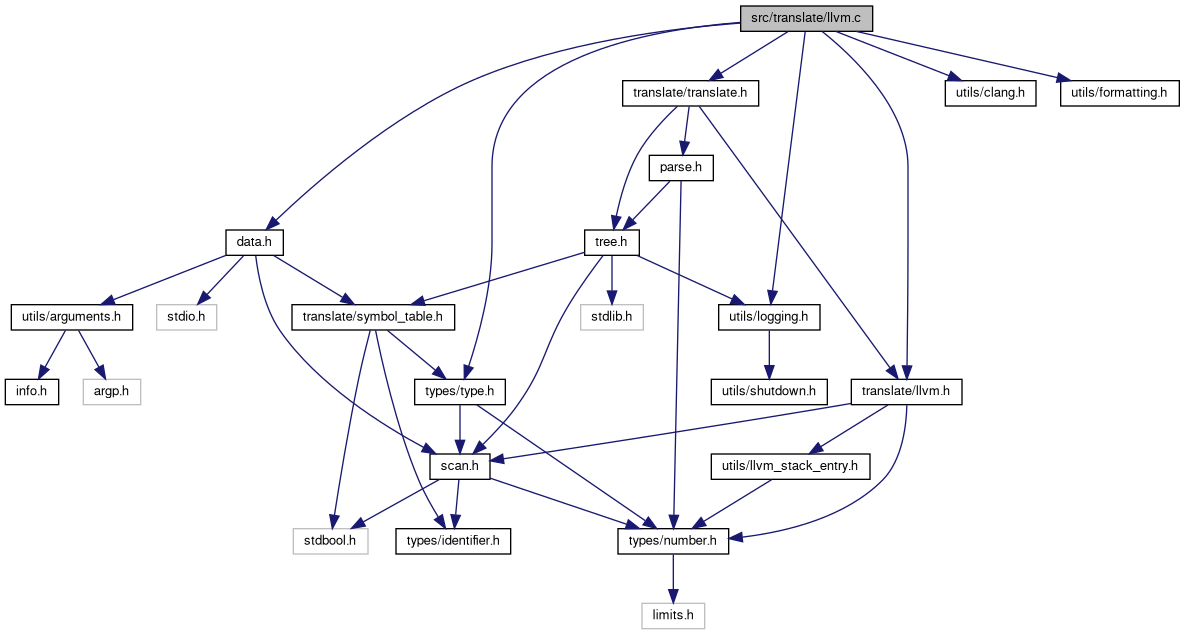 src/translate/llvm.c
translate/translate.h
utils/clang.h
utils/formatting.h
parse.h
data.h
tree.h
utils/arguments.h
stdio.h
translate/symbol_table.h
stdlib.h
utils/logging.h
info.h
argp.h
types/type.h
utils/shutdown.h
translate/llvm.h
scan.h
utils/llvm_stack_entry.h
stdbool.h
types/identifier.h
types/number.h
limits.h